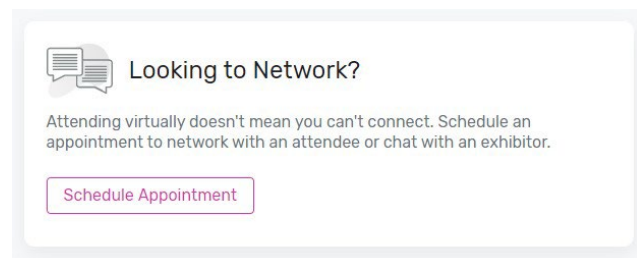 Looking to Network?
Attending virtually doesn't mean you can't connect. Schedule an
appointment to network with an attendee or chat with an exhibitor.
Schedule Appointment